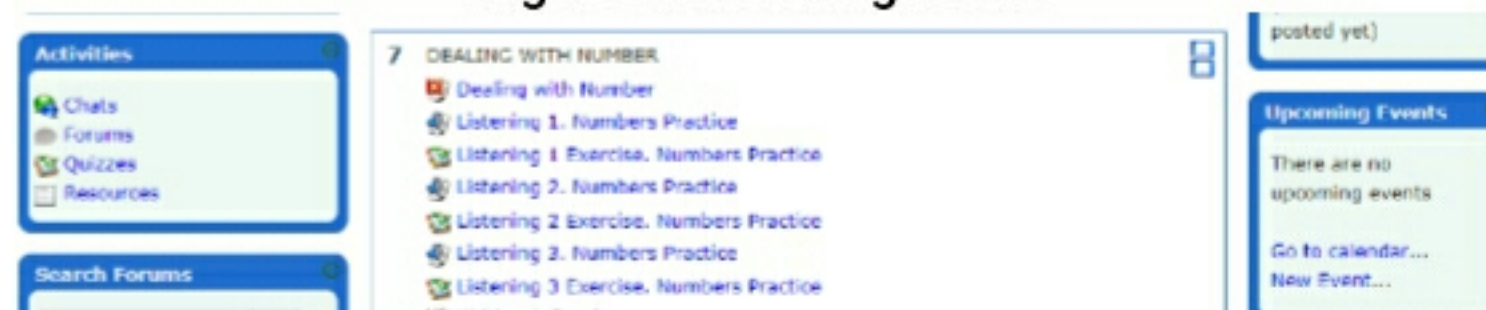 Activities
Chats
Forums
Quizzes
Resources
Search Forums
7 DEALING WITH NUMBER
Dealing with Number
Listening 1. Numbers Practice
Listening 1 Exercise. Numbers Practice
Listening 2. Numbers Practice
Listening 2 Exercise. Numbers Practice
Listening 3. Numbers Practice
Listening 3 Exercise. Numbers Practice
posted yet)
Upcoming Events
There are no
upcoming events
Go to calendar...
New Event...